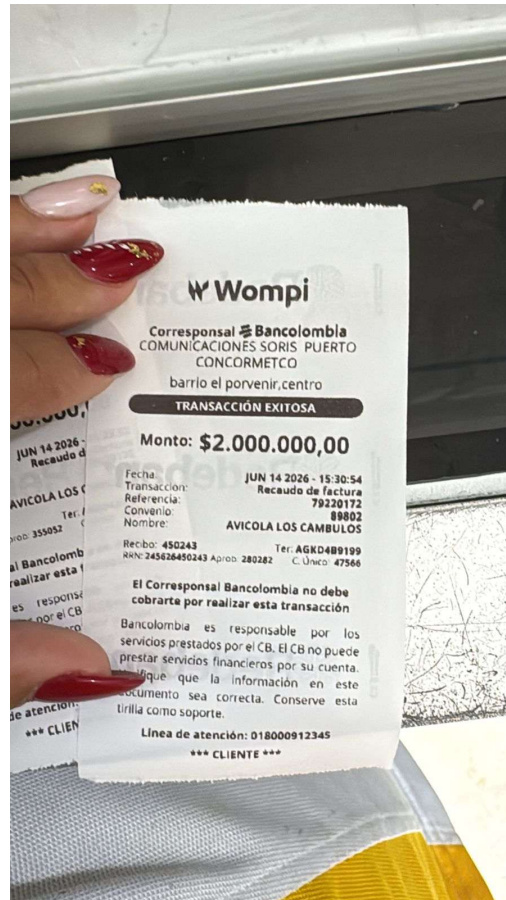 Wompi
Corresponsal Bancolombia
COMUNICACIONES SORIS PUERTO
CONCORMETCO
barrio el porvenir,centro
TRANSACCIÓN EXITOSA
Monto: $2.000.000,00
Fecha: JUN 14 2026 - 15:30:54
Transacción: Recaudo de factura
Referencia: 79220172
Convenio: 89802
Nombre: AVICOLA LOS CAMBULOS
Recibo: 450243 Ter: AGKD4B9199
RRN: 245626450243 Aprob: 280282 C. Único: 47566
El Corresponsal Bancolombia no debe
cobrarte por realizar esta transacción
Bancolombia es responsable por los
servicios prestados por el CB. El CB no puede
prestar servicios financieros por su cuenta.
que la información en este
documento sea correcta. Conserve esta
tirilla como soporte.
Línea de atención: 018000912345
*** CLIENTE ***
JUN 14 2026 -
Recaudo d
AVICOLA LOS
Ter:
355052
al Bancolomb
realizar esta
es responsa
por el CB
de atención:
*** CLIEN